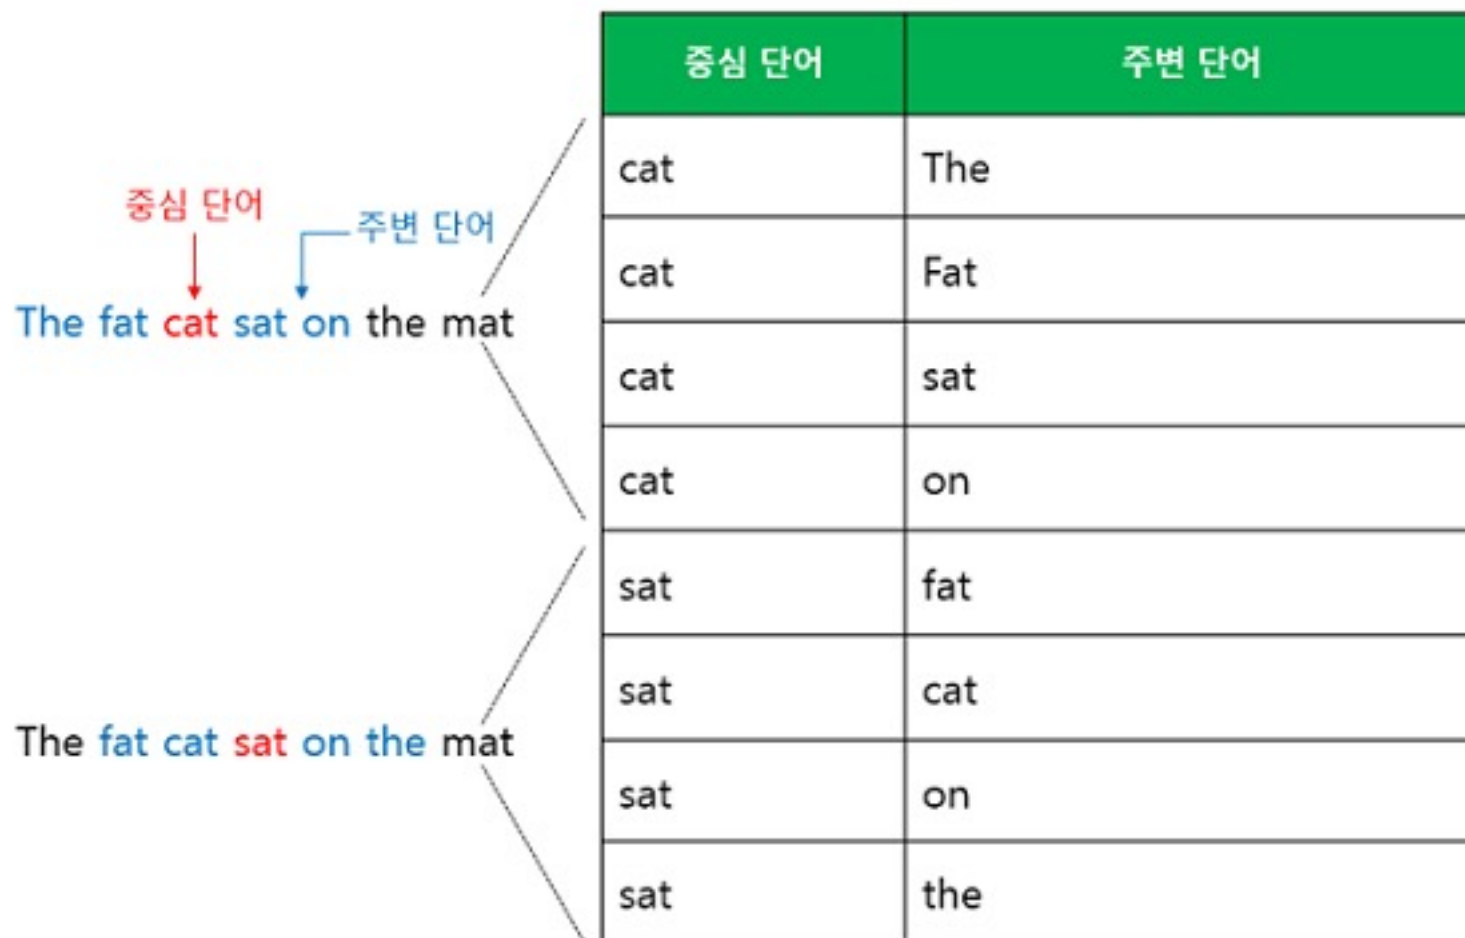 중심 단어 주변 단어
cat The
중심 단어
주변 단어
cat Fat
The fat cat sat on the mat
cat sat
cat on
sat fat
sat cat
The fat cat sat on the mat
sat on
sat the